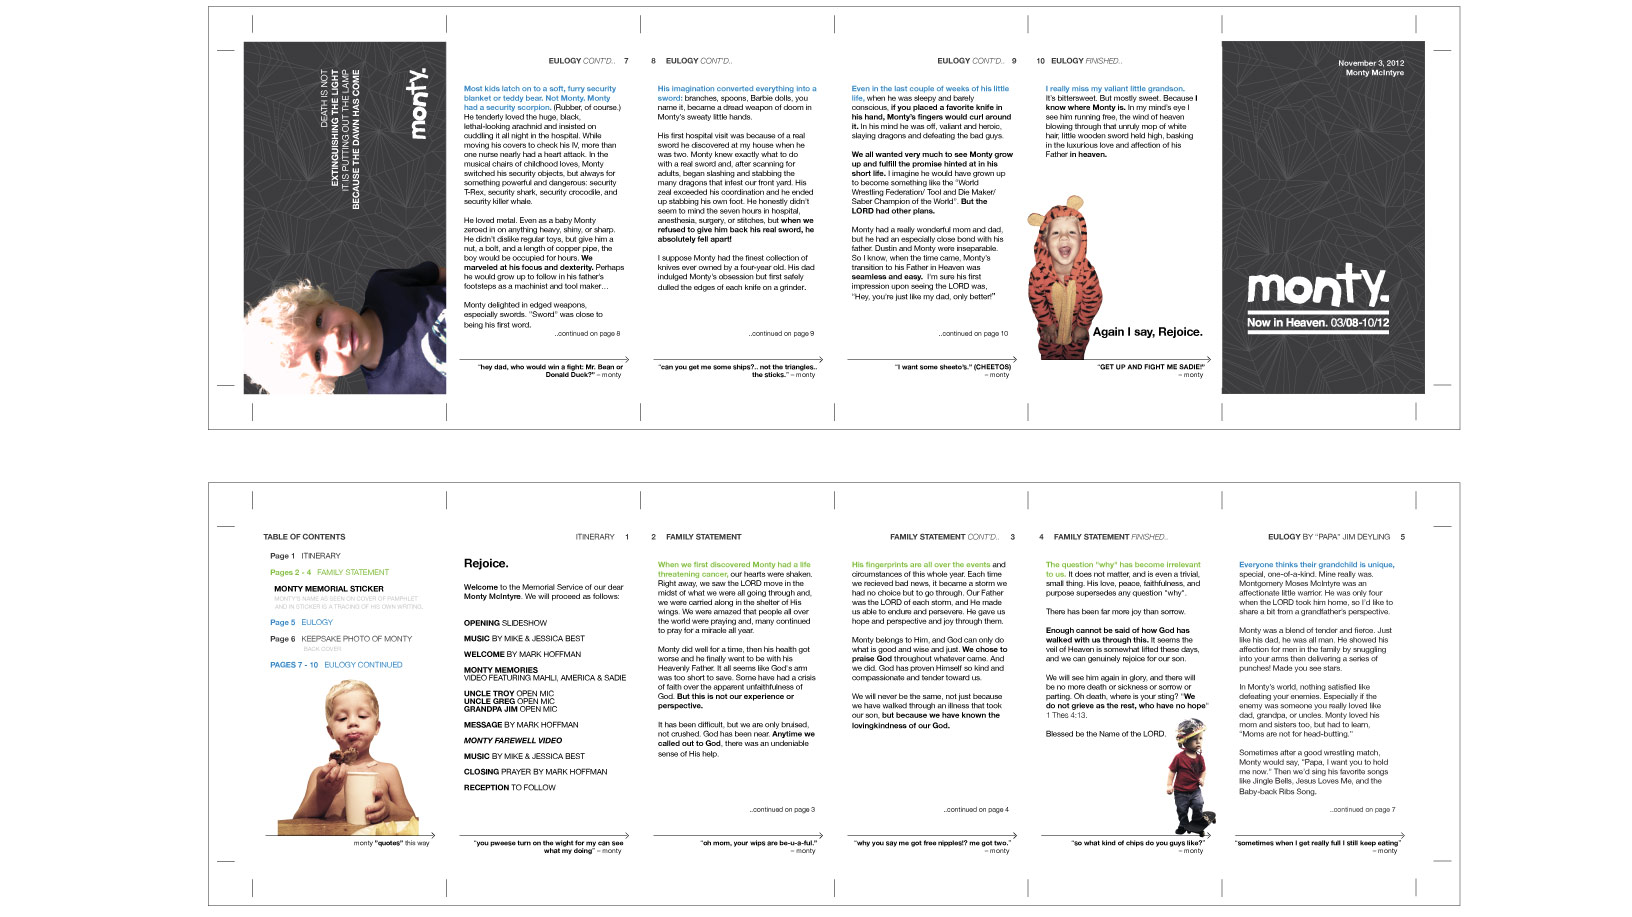 DEATH IS NOT
EXTINGUISHING THE LIGHT
IT IS PUTTING OUT THE LAMP
BECAUSE THE DAWN HAS COME
monty.
EULOGY CONT'D.. 7
Most kids latch on to a soft, furry security
blanket or teddy bear. Not Monty. Monty
had a security scorpion. (Rubber, of course.)
He tenderly loved the huge, black,
lethal-looking arachnid and insisted on
cuddling it all night in the hospital. While
moving his covers to check his IV, more than
one nurse nearly had a heart attack. In the
musical chairs of childhood loves, Monty
switched his security objects, but always for
something powerful and dangerous: security
T-Rex, security shark, security crocodile, and
security killer whale.
He loved metal. Even as a baby Monty
zeroed in on anything heavy, shiny, or sharp.
He didn't dislike regular toys, but give him a
nut, a bolt, and a length of copper pipe, the
boy would be occupied for hours. We
marveled at his focus and dexterity. Perhaps
he would grow up to follow in his father's
footsteps as a machinist and tool maker…
Monty delighted in edged weapons,
especially swords. "Sword" was close to
being his first word.
..continued on page 8
"hey dad, who would win a fight: Mr. Bean or
Donald Duck?" – monty
8 EULOGY CONT'D..
His imagination converted everything into a
sword: branches, spoons, Barbie dolls, you
name it, became a dread weapon of doom in
Monty's sweaty little hands.
His first hospital visit was because of a real
sword he discovered at my house when he
was two. Monty knew exactly what to do
with a real sword and, after scanning for
adults, began slashing and stabbing the
many dragons that infest our front yard. His
zeal exceeded his coordination and he ended
up stabbing his own foot. He honestly didn't
seem to mind the seven hours in hospital,
anesthesia, surgery, or stitches, but when we
refused to give him back his real sword, he
absolutely fell apart!
I suppose Monty had the finest collection of
knives ever owned by a four-year old. His dad
indulged Monty's obsession but first safely
dulled the edges of each knife on a grinder.
..continued on page 9
"can you get me some ships?.. not the triangles..
the sticks." – monty
EULOGY CONT'D.. 9
Even in the last couple of weeks of his little
life, when he was sleepy and barely
conscious, if you placed a favorite knife in
his hand, Monty's fingers would curl around
it. In his mind he was off, valiant and heroic,
slaying dragons and defeating the bad guys.
We all wanted very much to see Monty grow
up and fulfill the promise hinted at in his
short life. I imagine he would have grown up
to become something like the "World
Wrestling Federation/ Tool and Die Maker/
Saber Champion of the World". But the
LORD had other plans.
Monty had a really wonderful mom and dad,
but he had an especially close bond with his
father. Dustin and Monty were inseparable.
So I know, when the time came, Monty's
transition to his Father in Heaven was
seamless and easy. I'm sure his first
impression upon seeing the LORD was,
"Hey, you're just like my dad, only better!"
..continued on page 10
"I want some sheeto's." (CHEETOS)
– monty
10 EULOGY FINISHED..
I really miss my valiant little grandson.
It's bittersweet. But mostly sweet. Because I
know where Monty is. In my mind's eye I
see him running free, the wind of heaven
blowing through that unruly mop of white
hair, little wooden sword held high, basking
in the luxurious love and affection of his
Father in heaven.
Again I say, Rejoice.
"GET UP AND FIGHT ME SADIE!"
– monty
November 3, 2012
Monty McIntyre
monty.
Now in Heaven. 03/08-10/12
TABLE OF CONTENTS
Page 1 ITINERARY
Pages 2 - 4 FAMILY STATEMENT
MONTY MEMORIAL STICKER
MONTY'S NAME AS SEEN ON COVER OF PAMPHLET
AND IN STICKER IS A TRACING OF HIS OWN WRITING.
Page 5 EULOGY
Page 6 KEEPSAKE PHOTO OF MONTY
BACK COVER
PAGES 7 - 10 EULOGY CONTINUED
monty "quotes" this way
ITINERARY 1
Rejoice.
Welcome to the Memorial Service of our dear
Monty McIntyre. We will proceed as follows:
OPENING SLIDESHOW
MUSIC BY MIKE & JESSICA BEST
WELCOME BY MARK HOFFMAN
MONTY MEMORIES
VIDEO FEATURING MAHLI, AMERICA & SADIE
UNCLE TROY OPEN MIC
UNCLE GREG OPEN MIC
GRANDPA JIM OPEN MIC
MESSAGE BY MARK HOFFMAN
MONTY FAREWELL VIDEO
MUSIC BY MIKE & JESSICA BEST
CLOSING PRAYER BY MARK HOFFMAN
RECEPTION TO FOLLOW
"you pweese turn on the wight for my can see
what my doing" – monty
2 FAMILY STATEMENT
When we first discovered Monty had a life
threatening cancer, our hearts were shaken.
Right away, we saw the LORD move in the
midst of what we were all going through and,
we were carried along in the shelter of His
wings. We were amazed that people all over
the world were praying and, many continued
to pray for a miracle all year.
Monty did well for a time, then his health got
worse and he finally went to be with his
Heavenly Father. It all seems like God's arm
was too short to save. Some have had a crisis
of faith over the apparent unfaithfulness of
God. But this is not our experience or
perspective.
It has been difficult, but we are only bruised,
not crushed. God has been near. Anytime we
called out to God, there was an undeniable
sense of His help.
..continued on page 3
"oh mom, your wips are be-u-a-ful."
– monty
FAMILY STATEMENT CONT'D.. 3
His fingerprints are all over the events and
circumstances of this whole year. Each time
we recieved bad news, it became a storm we
had no choice but to go through. Our Father
was the LORD of each storm, and He made
us able to endure and persevere. He gave us
hope and perspective and joy through them.
Monty belongs to Him, and God can only do
what is good and wise and just. We chose to
praise God throughout whatever came. And
we did. God has proven Himself so kind and
compassionate and tender toward us.
We will never be the same, not just because
we have walked through an illness that took
our son, but because we have known the
lovingkindness of our God.
..continued on page 4
"why you say me got free nipples!? me got two."
– monty
4 FAMILY STATEMENT FINISHED..
The question "why" has become irrelevant
to us. It does not matter, and is even a trivial,
small thing. His love, peace, faithfulness, and
purpose supersedes any question "why".
There has been far more joy than sorrow.
Enough cannot be said of how God has
walked with us through this. It seems the
veil of Heaven is somewhat lifted these days,
and we can genuinely rejoice for our son.
We will see him again in glory, and there will
be no more death or sickness or sorrow or
parting. Oh death, where is your sting? "We
do not grieve as the rest, who have no hope"
1 Thes 4:13.
Blessed be the Name of the LORD.
"so what kind of chips do you guys like?"
– monty
EULOGY BY "PAPA" JIM DEYLING 5
Everyone thinks their grandchild is unique,
special, one-of-a-kind. Mine really was.
Montgomery Moses McIntyre was an
affectionate little warrior. He was only four
when the LORD took him home, so I'd like to
share a bit from a grandfather's perspective.
Monty was a blend of tender and fierce. Just
like his dad, he was all man. He showed his
affection for men in the family by snuggling
into your arms then delivering a series of
punches! Made you see stars.
In Monty's world, nothing satisfied like
defeating your enemies. Especially if the
enemy was someone you really loved like
dad, grandpa, or uncles. Monty loved his
mom and sisters too, but had to learn,
"Moms are not for head-butting."
Sometimes after a good wrestling match,
Monty would say, "Papa, I want you to hold
me now." Then we'd sing his favorite songs
like Jingle Bells, Jesus Loves Me, and the
Baby-back Ribs Song.
..continued on page 7
"sometimes when I get really full I still keep eating"
– monty